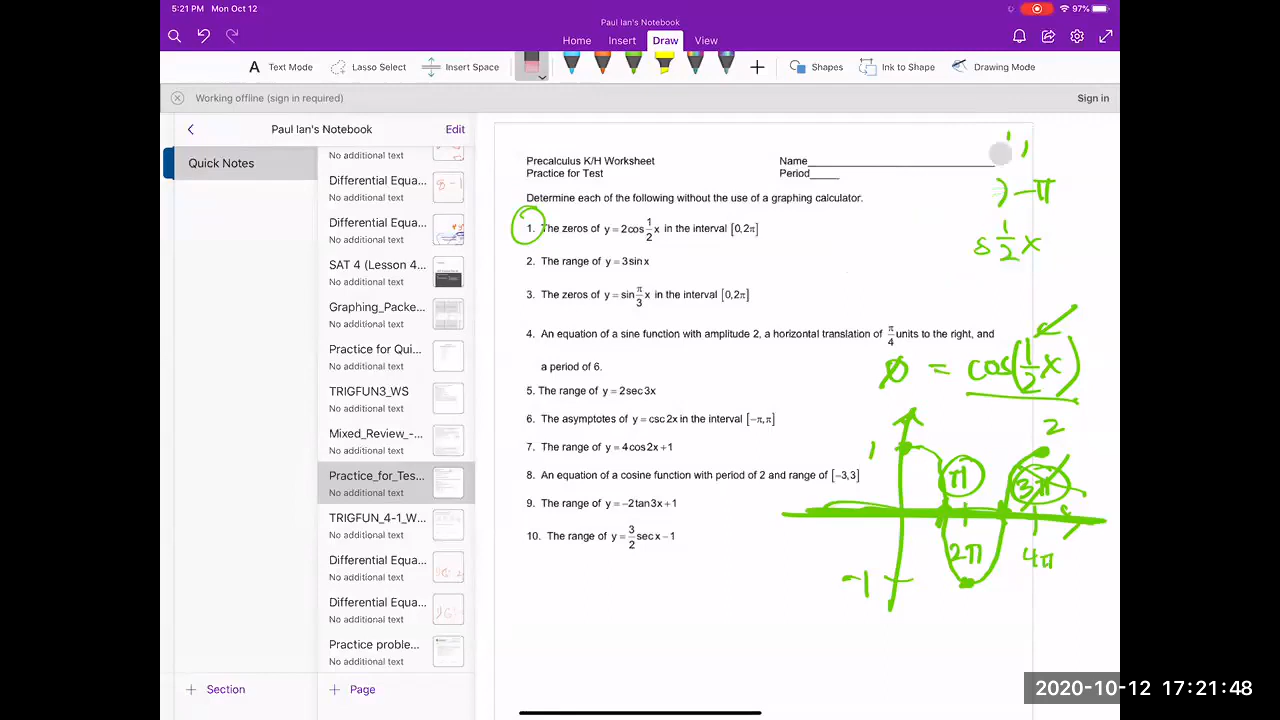 5:21 PM Mon Oct 12
Paul Ian's Notebook
97%
Home Insert Draw View
Text Mode Lasso Select Insert Space Shapes Ink to Shape Drawing Mode
Working offline (sign in required) Sign in
Paul Ian's Notebook Edit
Quick Notes
No additional text
Differential Equa...
No additional text
Differential Equa...
No additional text
SAT 4 (Lesson 4...
No additional text
Graphing_Packe...
No additional text
Practice for Qui...
No additional text
TRIGFUN3_WS
No additional text
Mixed_Review_-...
No additional text
Practice_for_Tes...
No additional text
TRIGFUN_4-1_W...
No additional text
Differential Equa...
No additional text
Differential Equa...
No additional text
Practice proble...
No additional text
+ Section
+ Page
Precalculus K/H Worksheet Name
Practice for Test Period
Determine each of the following without the use of a graphing calculator.
1. The zeros of y = 2cos 1/2 x in the interval [0,2π]
2. The range of y = 3sin x
3. The zeros of y = sin π/3 x in the interval [0,2π]
4. An equation of a sine function with amplitude 2, a horizontal translation of π/4 units to the right, and
a period of 6.
5. The range of y = 2sec3x
6. The asymptotes of y = csc2x in the interval [−π,π]
7. The range of y = 4cos2x+1
8. An equation of a cosine function with period of 2 and range of [−3,3]
9. The range of y = −2tan3x+1
10. The range of y = 3/2 sec x − 1
−π
s 1/2 x
0 = cos(1/2 x)
2
1
π 3π
2π 4π
−1
2020-10-12 17:21:48